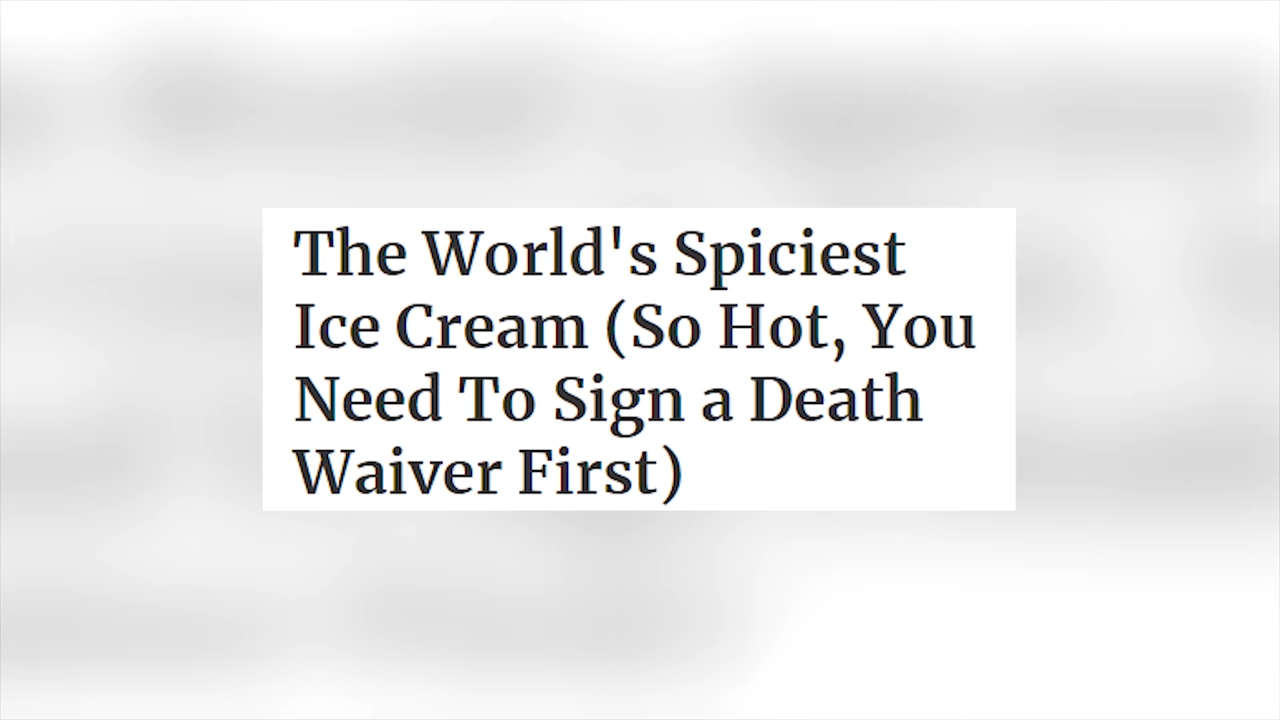 The World's Spiciest
Ice Cream (So Hot, You
Need To Sign a Death
Waiver First)